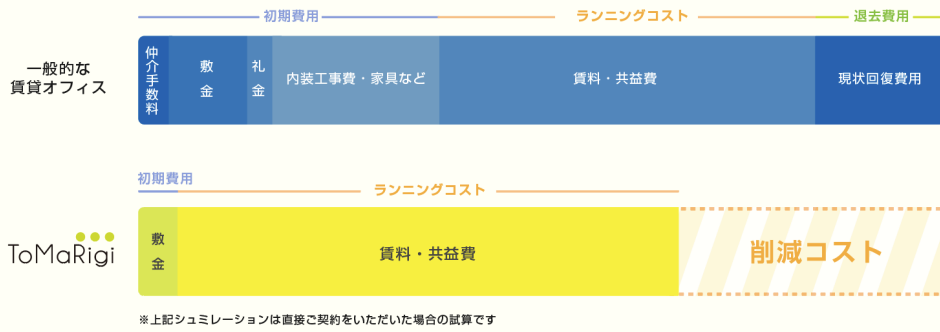 初期費用
ランニングコスト
退去費用
一般的な
賃貸オフィス
仲介手数料
敷金
礼金
内装工事費・家具など
賃料・共益費
現状回復費用
初期費用
ランニングコスト
ToMaRigi
敷金
賃料・共益費
削減コスト
※上記シュミレーションは直接ご契約をいただいた場合の試算です